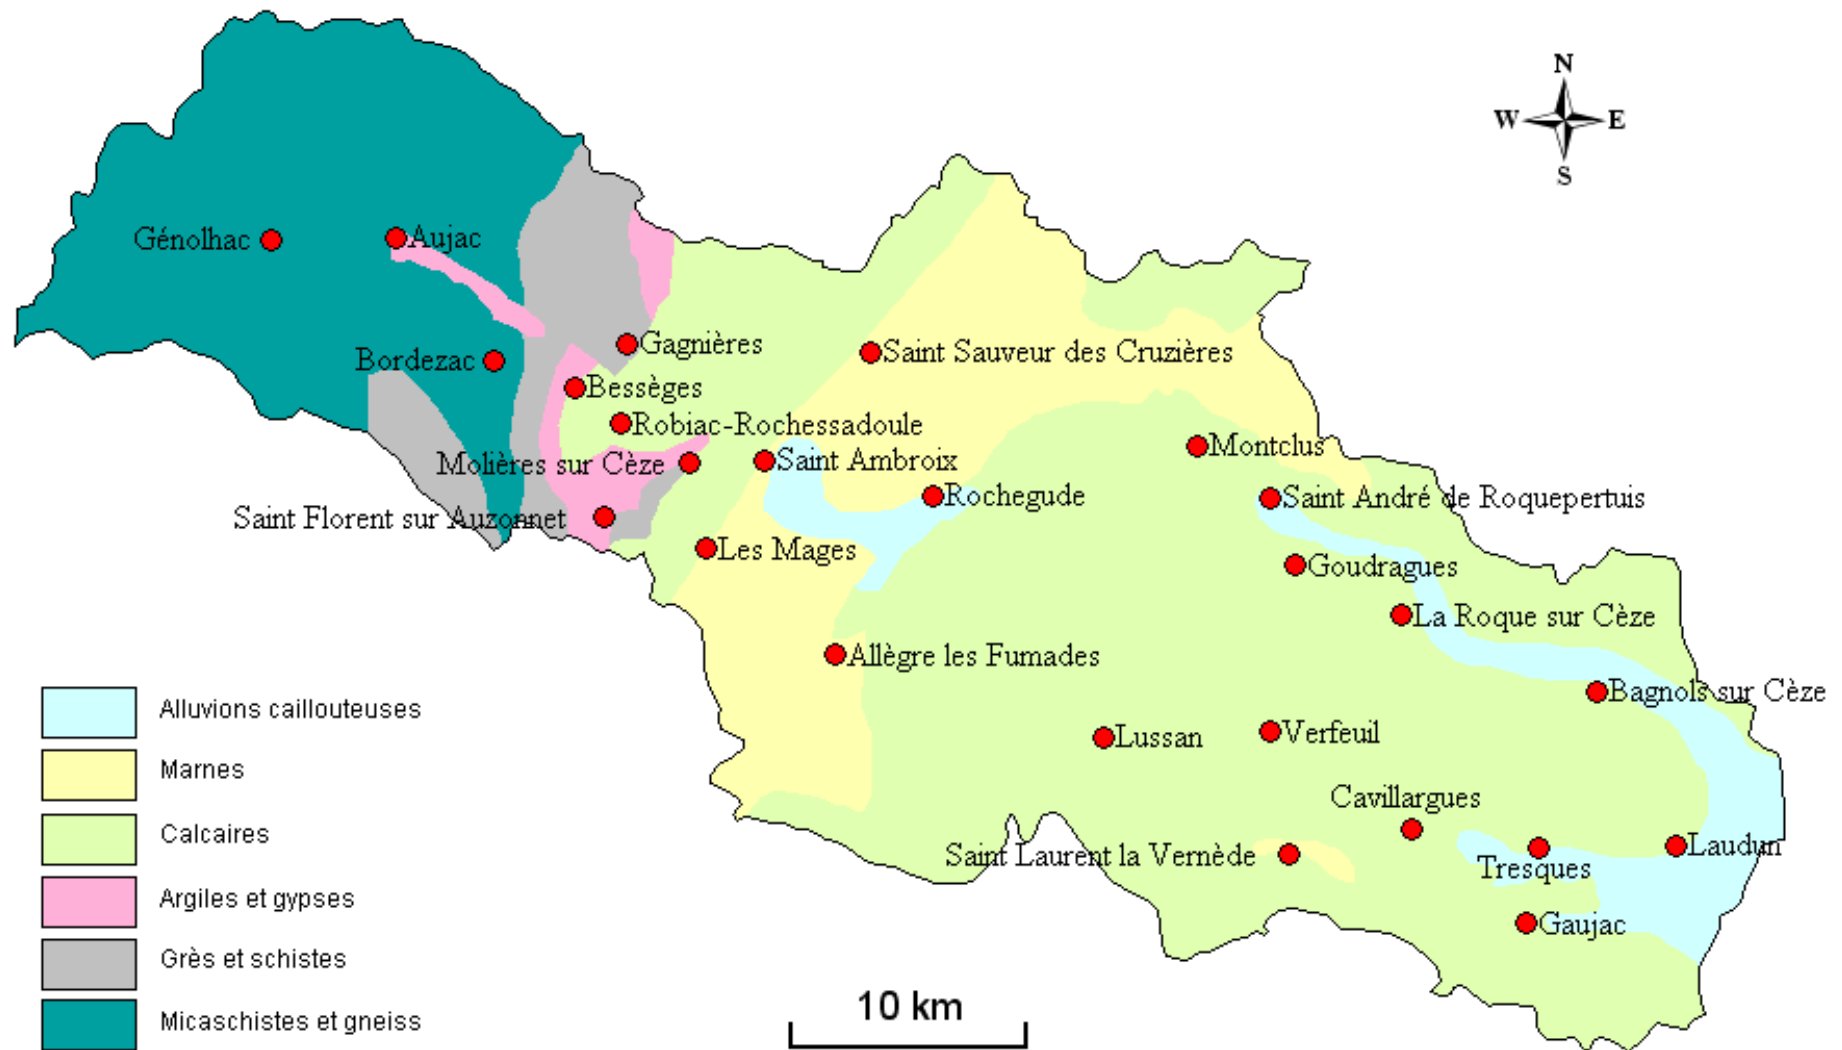 N
W E
S
Génolhac
Aujac
Gagnières
Saint Sauveur des Cruzières
Bordezac
Bessèges
Robiac-Rochessadoule
Montclus
Molières sur Cèze
Saint Ambroix
Rochegude
Saint André de Roquepertuis
Saint Florent sur Auzonnet
Les Mages
Goudragues
La Roque sur Cèze
Allègre les Fumades
Bagnols sur Cèze
Lussan
Verfeuil
Cavillargues
Saint Laurent la Vernède
Tresques
Laudun
Gaujac
Alluvions caillouteuses
Marnes
Calcaires
Argiles et gypses
Grès et schistes
Micaschistes et gneiss
10 km